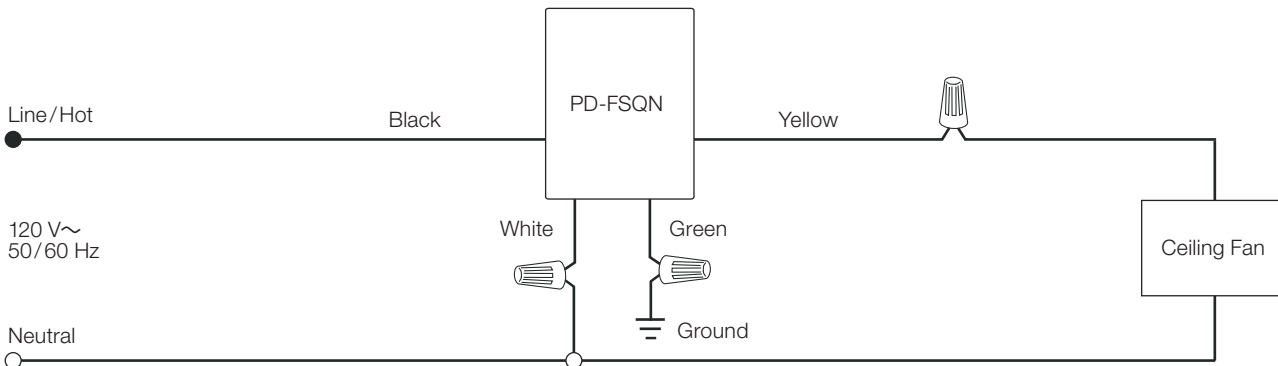 PD-FSQN
Line/Hot
Black
Yellow
120 V~
50/60 Hz
White
Green
Ceiling Fan
Ground
Neutral